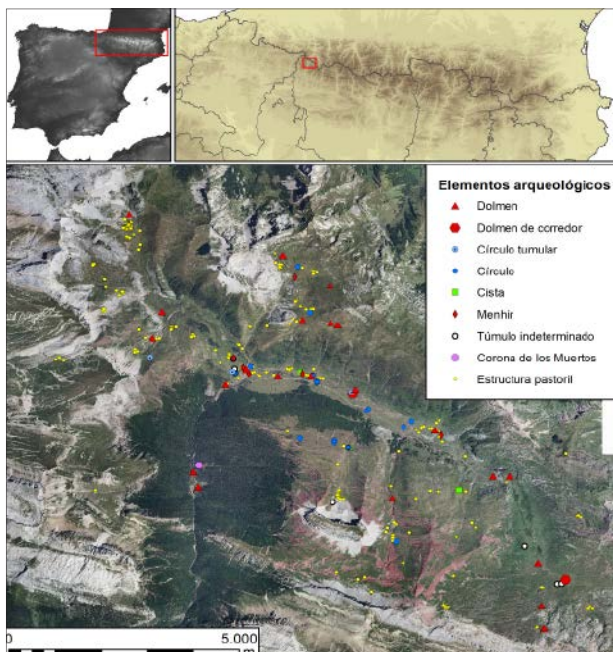 Elementos arqueológicos
Dolmen
Dolmen de corredor
Círculo tumular
Círculo
Cista
Menhir
Túmulo indeterminado
Corona de los Muertos
Estructura pastoril
0 5.000
m